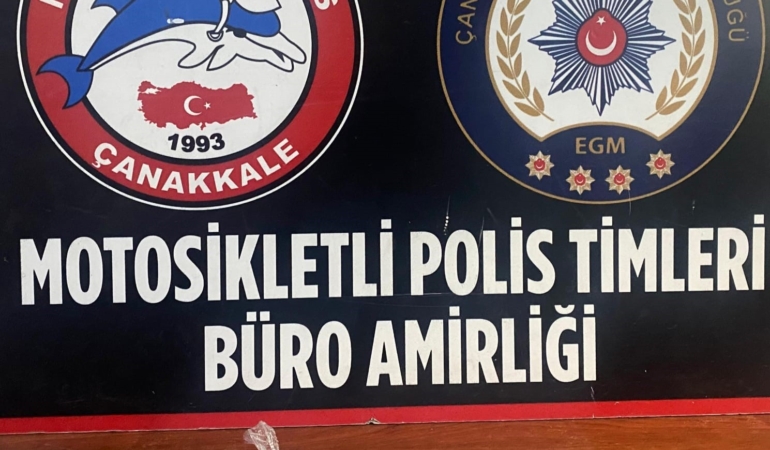 1993
ÇANAKKALE
EGM
MOTOSİKLETLİ POLİS TİMLERİ
BÜRO AMİRLİĞİ